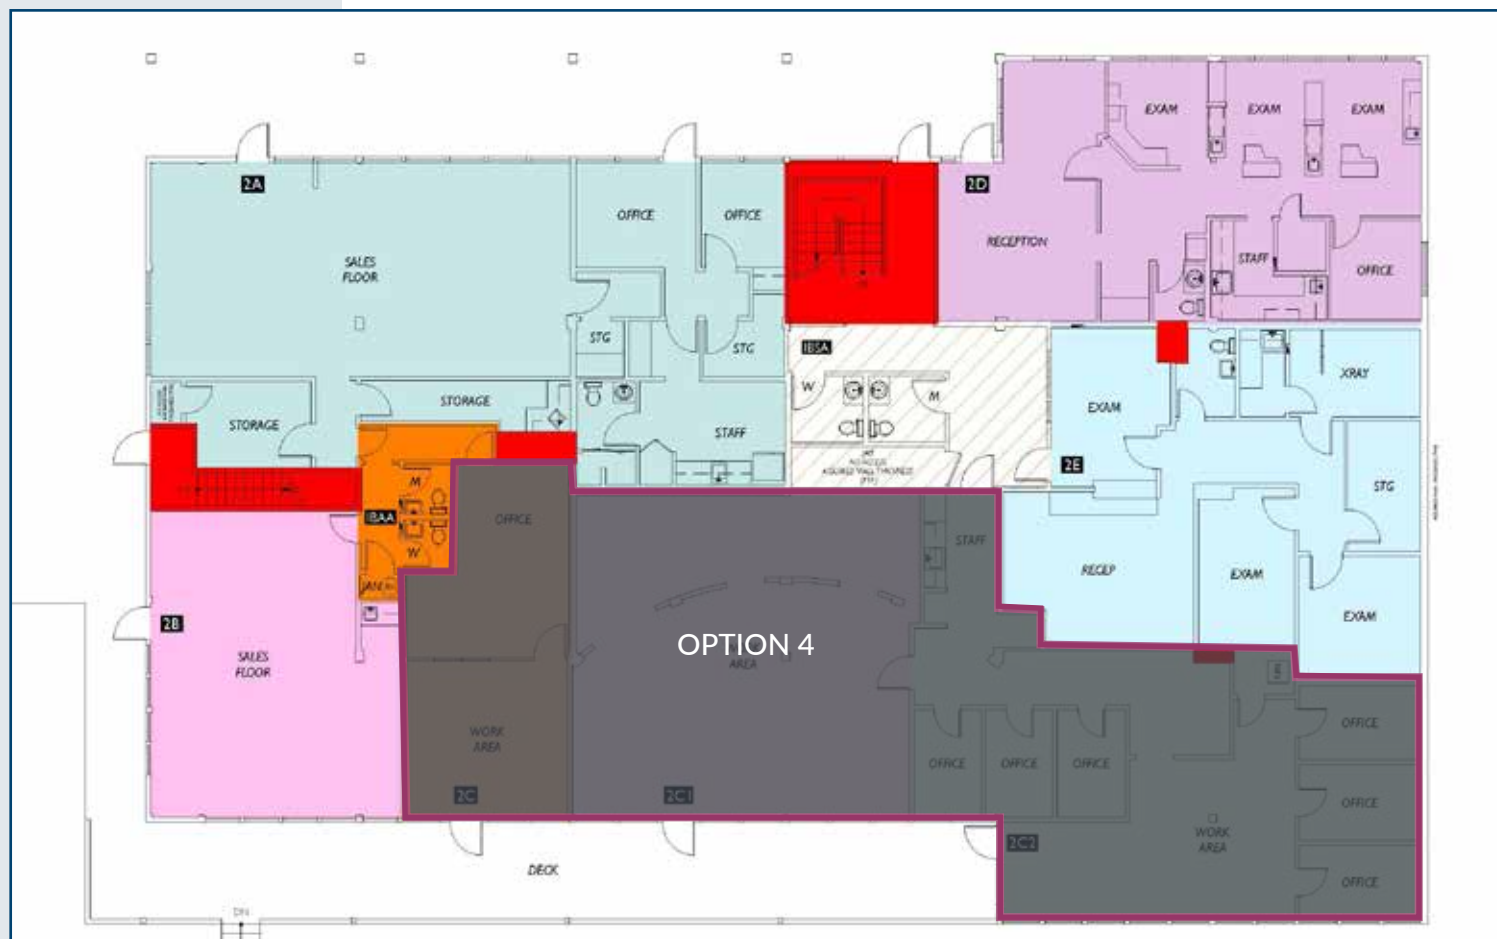 EXAM
EXAM
EXAM
2A
2D
OFFICE
OFFICE
RECEPTION
STAFF
OFFICE
SALES
FLOOR
STG
STG
1BSA
XRAY
W
M
EXAM
STORAGE
STORAGE
STAFF
2E
M
STG
1BAA
OFFICE
W
STAFF
RECEP
EXAM
JAN
2B
EXAM
SALES
FLOOR
OPTION 4
AREA
WORK
AREA
OFFICE
OFFICE
OFFICE
OFFICE
2C
2C1
OFFICE
WORK
AREA
2C2
DECK
OFFICE
DN